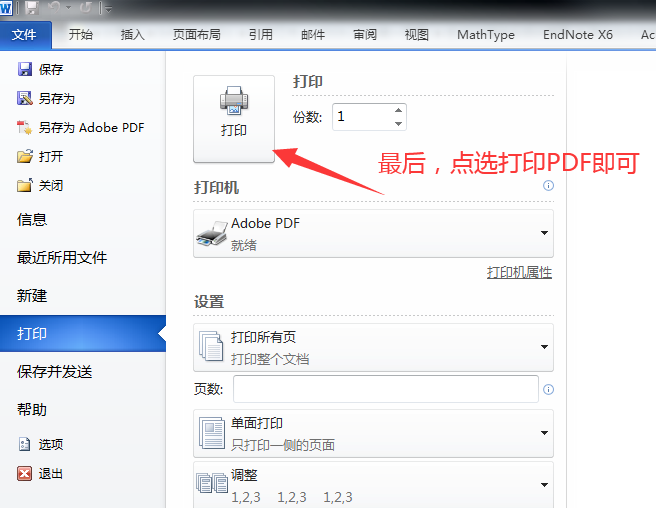 W
文件 开始 插入 页面布局 引用 邮件 审阅 视图 MathType EndNote X6 Ac
保存
另存为
另存为 Adobe PDF
打开
关闭
信息
最近所用文件
新建
打印
保存并发送
帮助
选项
退出
打印
打印
份数: 1
最后，点选打印PDF即可
打印机
Adobe PDF
就绪
打印机属性
设置
打印所有页
打印整个文档
页数:
单面打印
只打印一侧的页面
调整
1,2,3 1,2,3 1,2,3